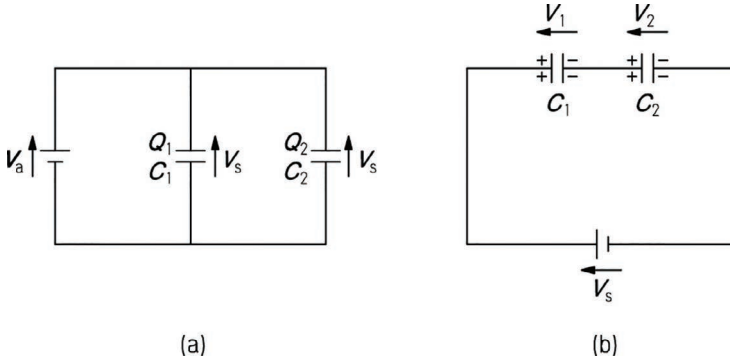 V₁ V₂
+ − + −
+ − + −
C₁ C₂
Vₐ Q₁ Vₛ Q₂ Vₛ
C₁ C₂
Vₛ
(a) (b)